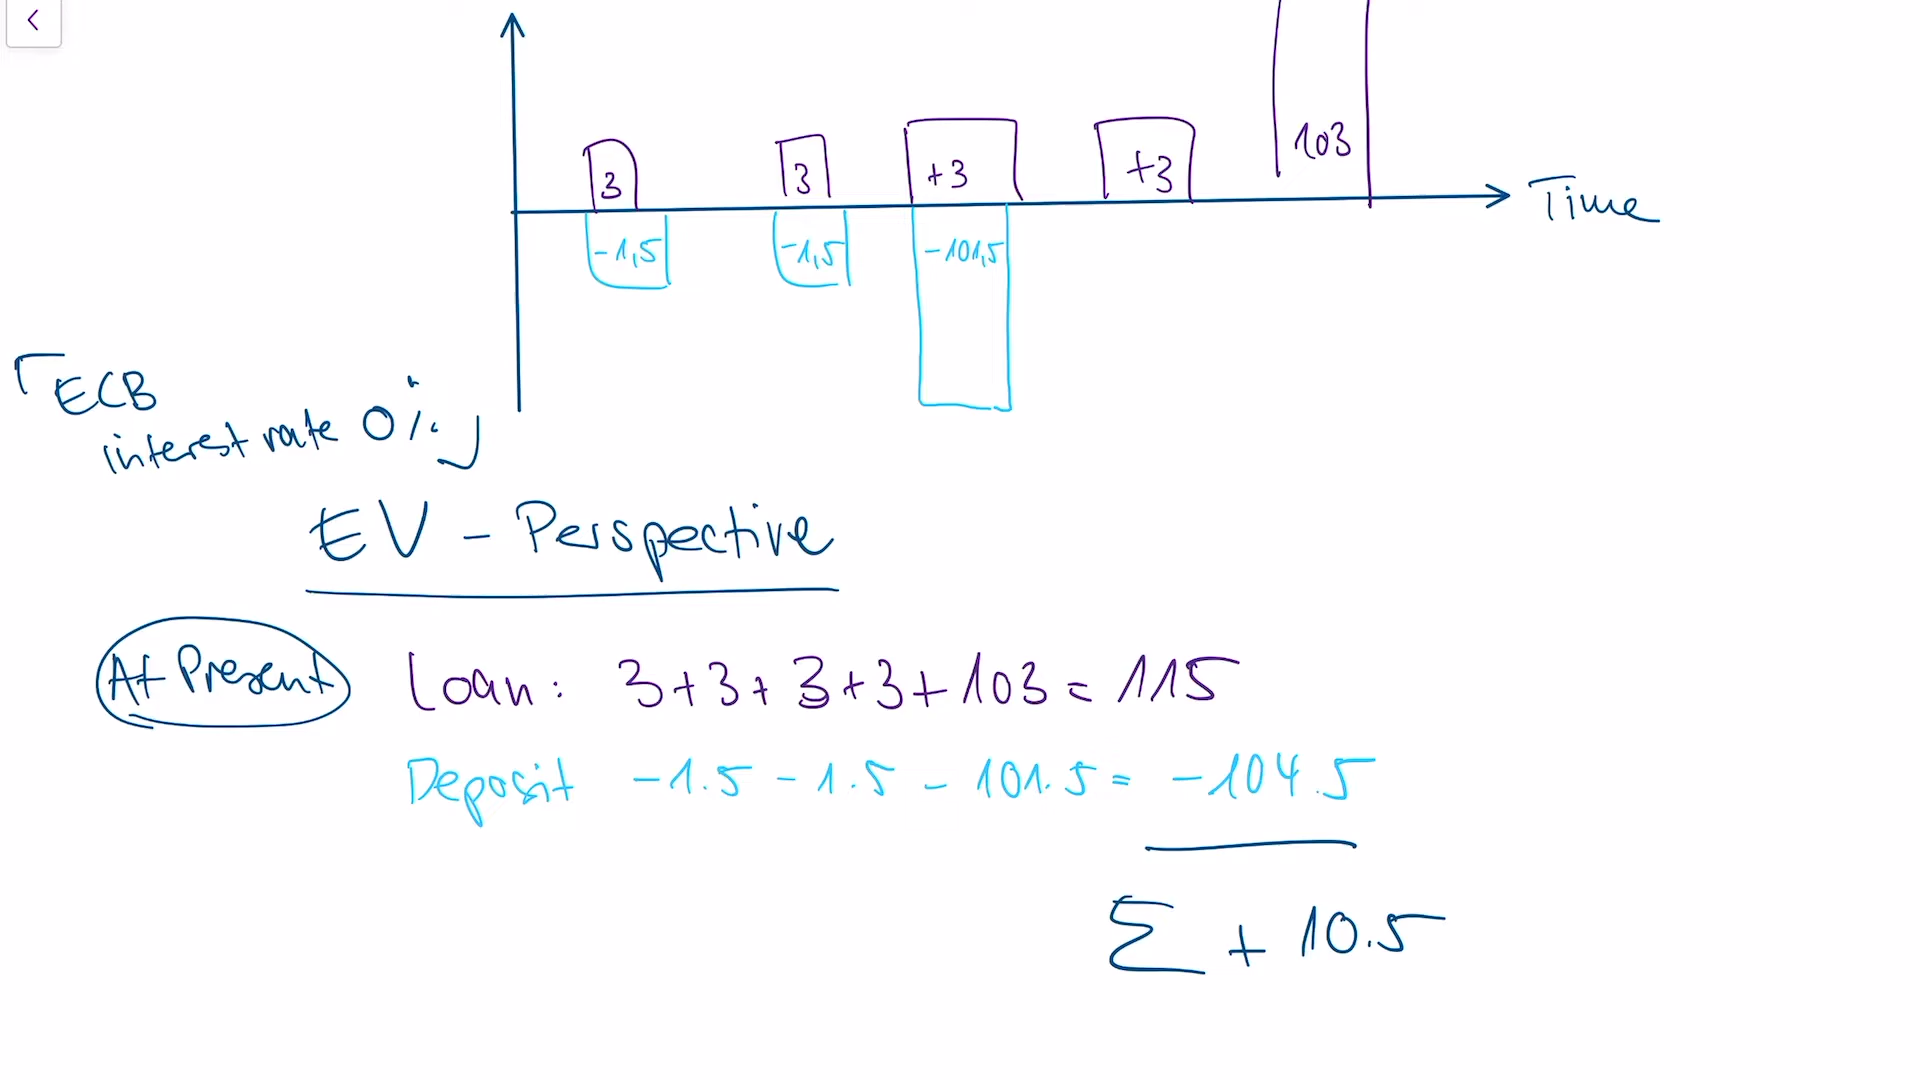 103
3 3 +3 +3
Time
-1,5 -1,5 -101,5
ECB
interest rate 0%
EV - Perspective
At Present
Loan: 3+3+3+3+103 = 115
Deposit -1.5 - 1.5 - 101.5 = -104.5
Σ + 10.5